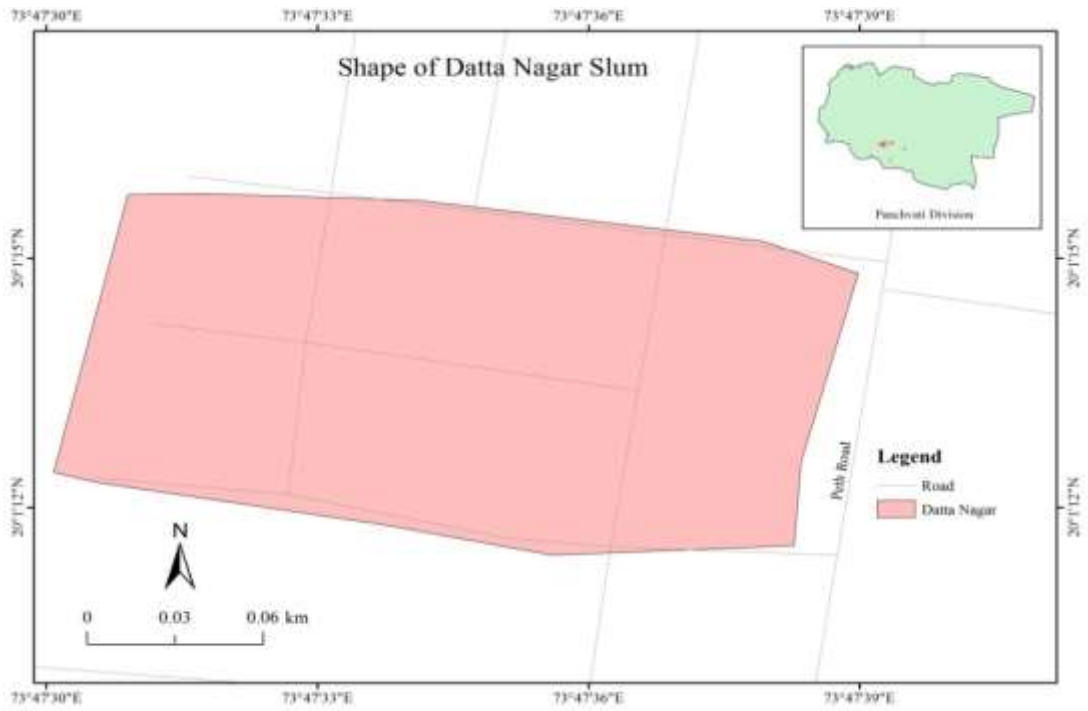 73°47'30"E 73°47'33"E 73°47'36"E 73°47'39"E
Shape of Datta Nagar Slum
Panchvati Division
20°1'15"N 20°1'15"N
Peth Road
Legend
Road
Datta Nagar
20°1'12"N 20°1'12"N
N
0 0.03 0.06 km
73°47'30"E 73°47'33"E 73°47'36"E 73°47'39"E